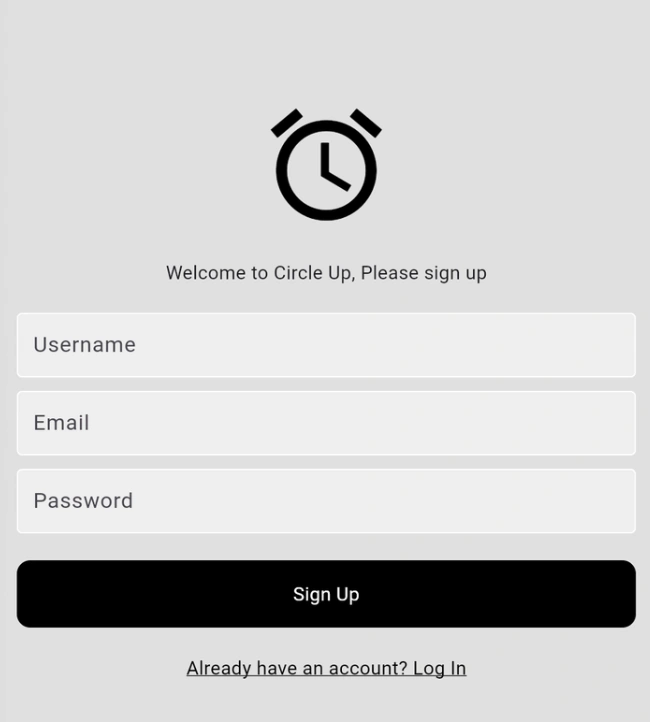 Welcome to Circle Up, Please sign up
Username
Email
Password
Sign Up
Already have an account? Log In